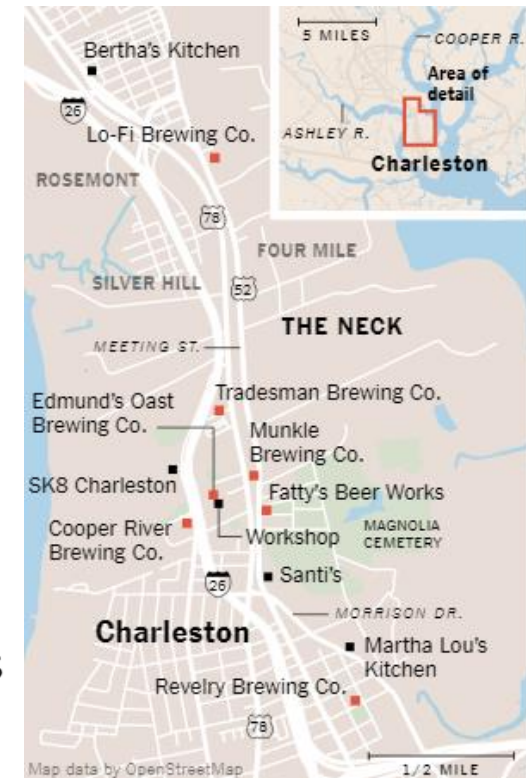 Bertha's Kitchen
26
Lo-Fi Brewing Co.
ROSEMONT
78
FOUR MILE
SILVER HILL
52
THE NECK
MEETING ST.
Tradesman Brewing Co.
Edmund's Oast
Brewing Co.
Munkle
Brewing Co.
SK8 Charleston
Fatty's Beer Works
Cooper River
Brewing Co.
Workshop
MAGNOLIA
CEMETERY
26
Santi's
MORRISON DR.
Charleston
Martha Lou's
Kitchen
Revelry Brewing Co.
78
Map data by OpenStreetMap
1/2 MILE
5 MILES
COOPER R.
Area of
detail
ASHLEY R.
Charleston
s